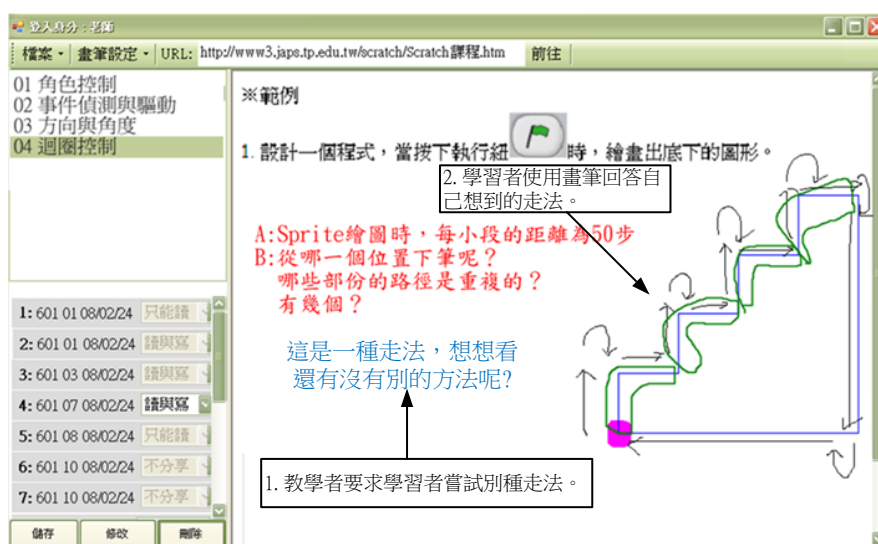 登入身分:老師
檔案 畫筆設定 URL: http://www3.japs.tp.edu.tw/scratch/Scratch課程.htm 前往
01 角色控制
02 事件偵測與驅動
03 方向與角度
04 迴圈控制
※範例
1. 設計一個程式,當按下執行紐 時,繪畫出底下的圖形。
2. 學習者使用畫筆回答自
己想到的走法。
A:Sprite繪圖時,每小段的距離為50步
B:從哪一個位置下筆呢?
哪些部份的路徑是重複的?
有幾個?
這是一種走法,想想看
還有沒有別的方法呢?
1. 教學者要求學習者嘗試別種走法。
1: 601 01 08/02/24 只能讀
2: 601 01 08/02/24 讀與寫
3: 601 03 08/02/24 讀與寫
4: 601 07 08/02/24 讀與寫
5: 601 08 08/02/24 只能讀
6: 601 10 08/02/24 不分享
7: 601 10 08/02/24 不分享
儲存 修改 刪除